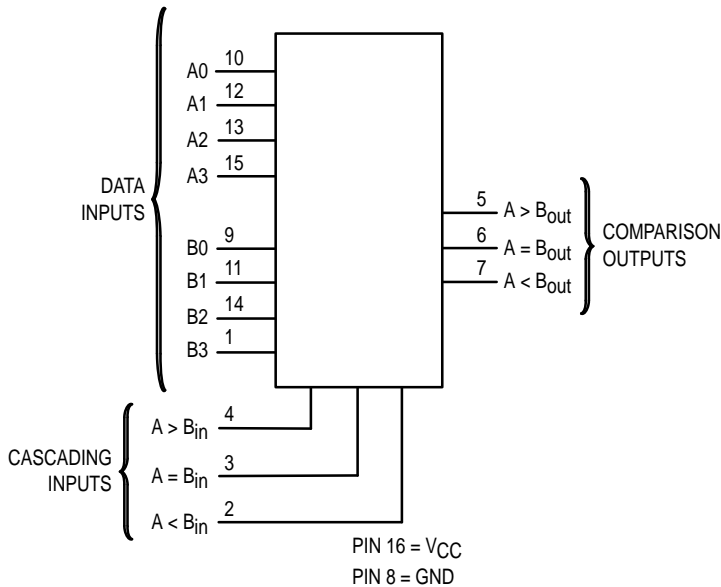 A0 10
A1 12
A2 13
A3 15
DATA
INPUTS
B0 9
B1 11
B2 14
B3 1
5 A > Bout
6 A = Bout
7 A < Bout
COMPARISON
OUTPUTS
A > Bin 4
A = Bin 3
A < Bin 2
CASCADING
INPUTS
PIN 16 = VCC
PIN 8 = GND